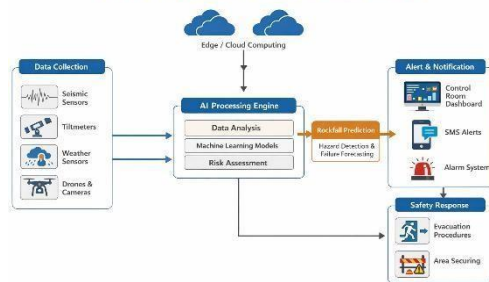 Edge / Cloud Computing
Data Collection
Seismic
Sensors
Tiltmeters
Weather
Sensors
Drones &
Cameras
AI Processing Engine
Data Analysis
Machine Learning Models
Risk Assessment
Rockfall Prediction
Hazard Detection &
Failure Forecasting
Alert & Notification
Control
Room
Dashboard
SMS Alerts
Alarm System
Safety Response
Evacuation
Procedures
Area Securing